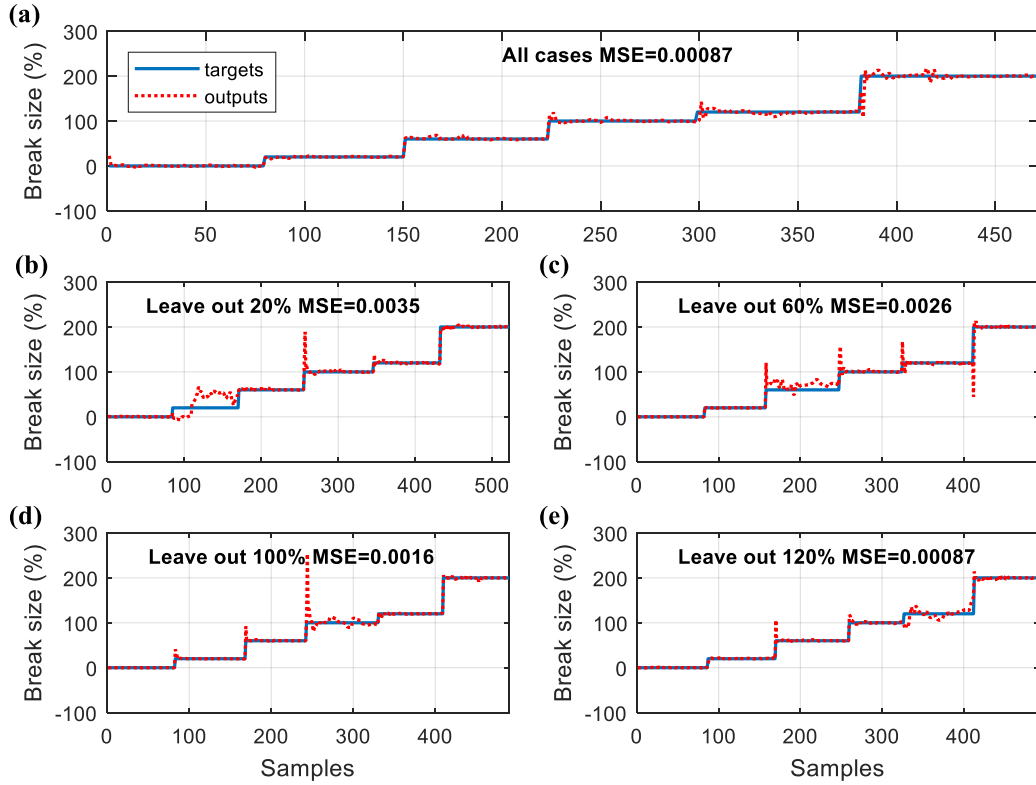 (a)
300
200
100
0
-100
Break size (%)
All cases MSE=0.00087
targets
outputs
0 50 100 150 200 250 300 350 400 450
(b)
300
200
100
0
-100
Break size (%)
Leave out 20% MSE=0.0035
0 100 200 300 400 500
(c)
300
200
100
0
-100
Break size (%)
Leave out 60% MSE=0.0026
0 100 200 300 400
(d)
300
200
100
0
-100
Break size (%)
Leave out 100% MSE=0.0016
0 100 200 300 400
Samples
(e)
300
200
100
0
-100
Break size (%)
Leave out 120% MSE=0.00087
0 100 200 300 400
Samples